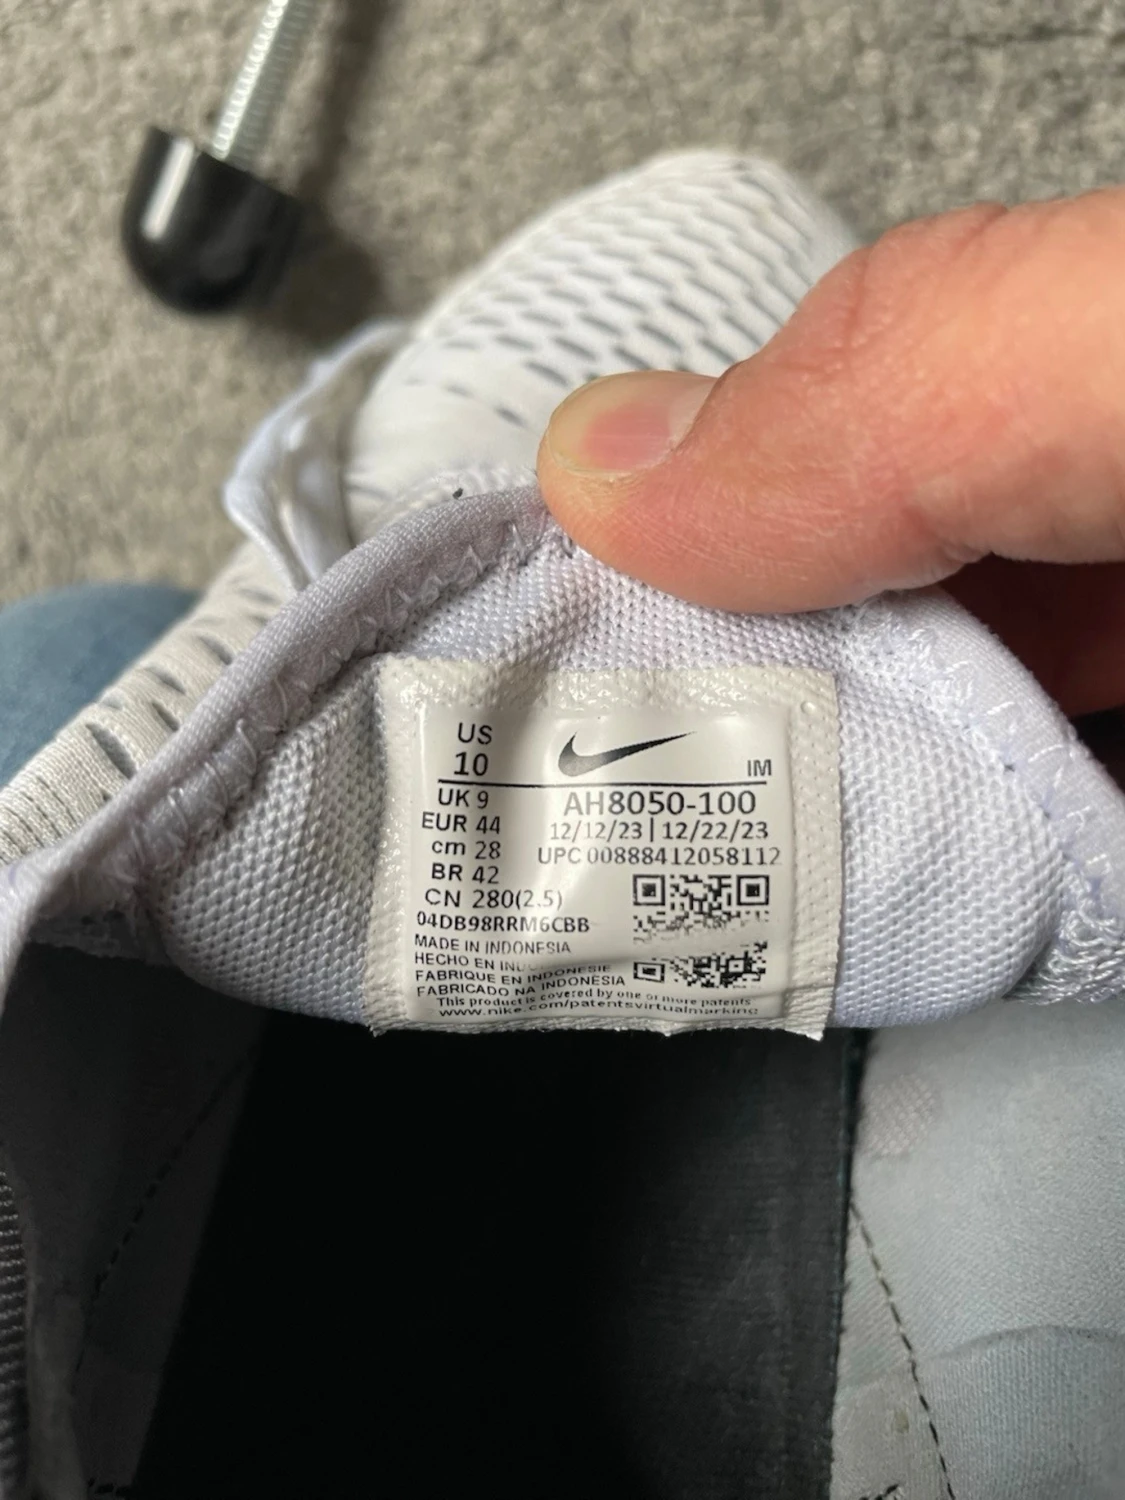 US
10
IM
UK 9
EUR 44
cm 28
BR 42
CN 280(2.5)
AH8050-100
12/12/23 | 12/22/23
UPC 00888412058112
04DB98RRM6CBB
MADE IN INDONESIA
HECHO EN
FABRIQUE EN INDONESIE
FABRICADO NA INDONESIA
This product is covered by one or more patents
www.nike.com/patentsvirtualmarking